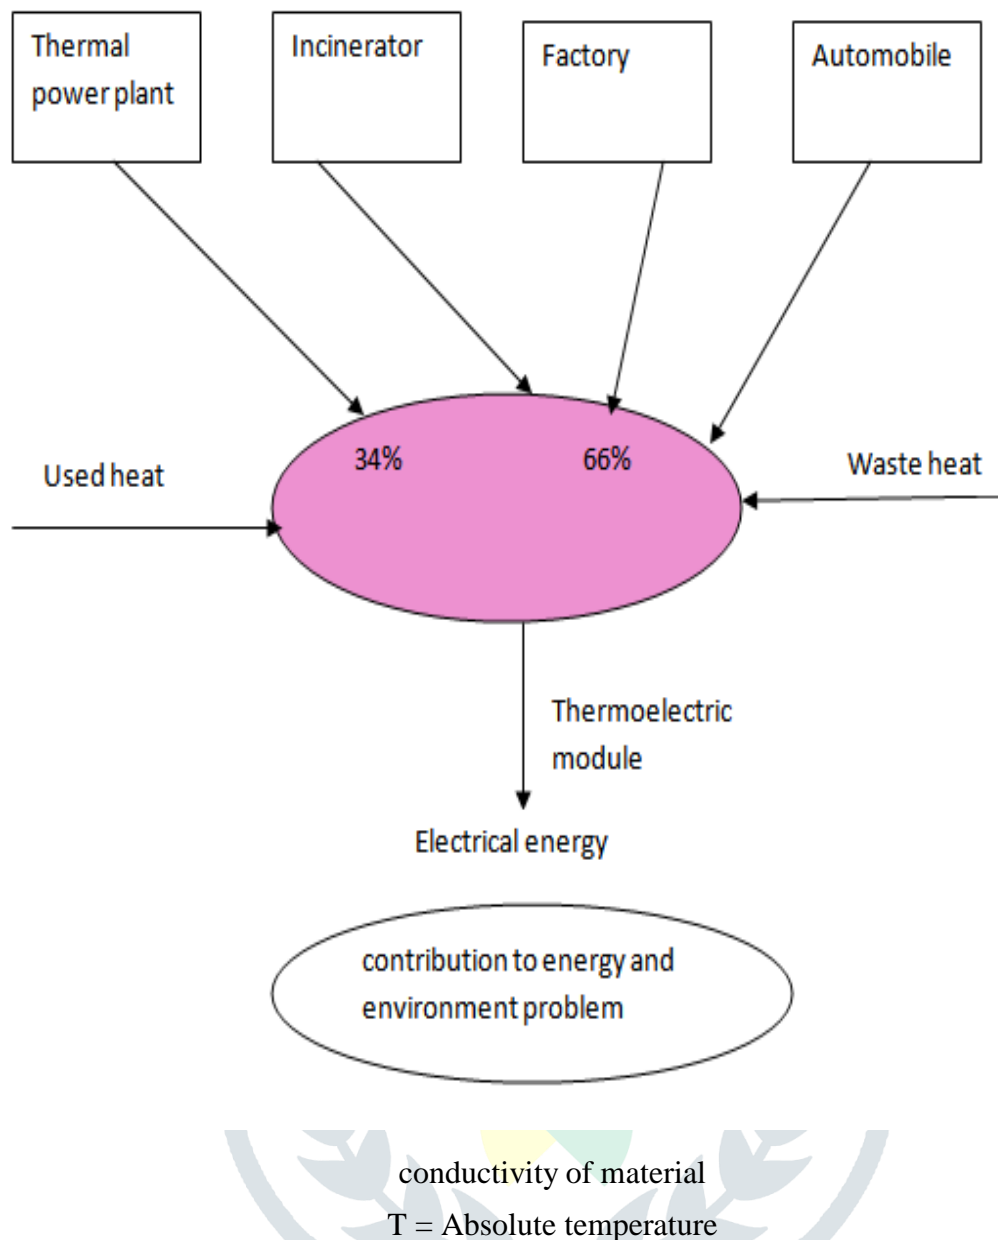 Thermal
power plant
Incinerator
Factory
Automobile
34%
66%
Used heat
Waste heat
Thermoelectric
module
Electrical energy
contribution to energy and
environment problem
conductivity of material
T = Absolute temperature